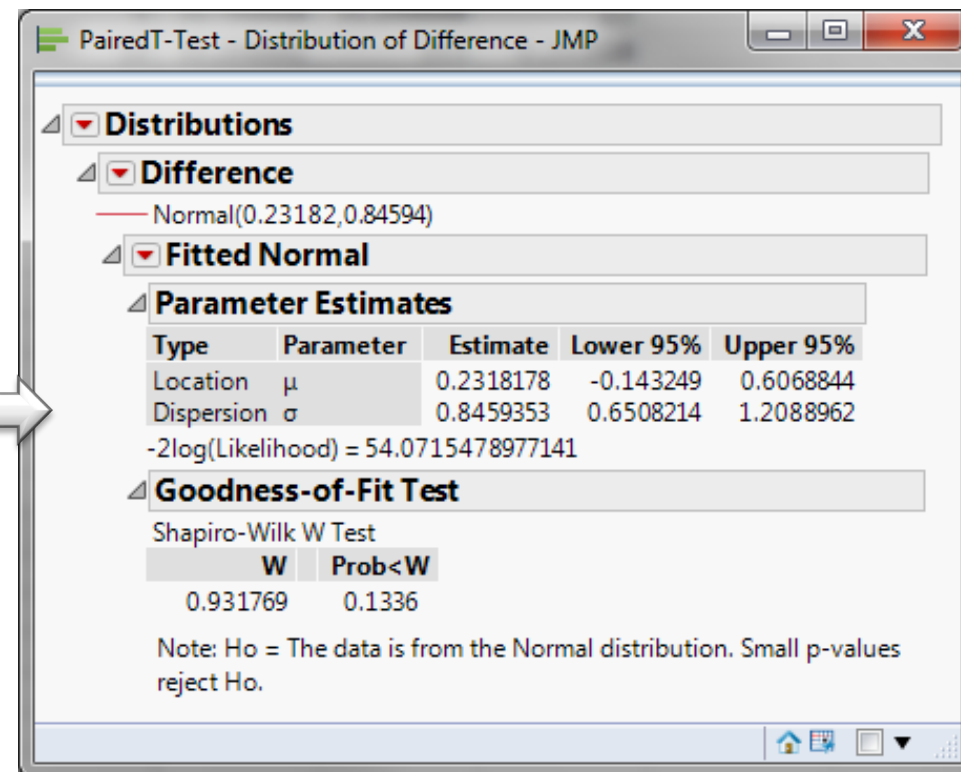 PairedT-Test - Distribution of Difference - JMP
Distributions
Difference
Normal(0.23182,0.84594)
Fitted Normal
Parameter Estimates
Type Parameter Estimate Lower 95% Upper 95%
Location μ 0.2318178 -0.143249 0.6068844
Dispersion σ 0.8459353 0.6508214 1.2088962
-2log(Likelihood) = 54.0715478977141
Goodness-of-Fit Test
Shapiro-Wilk W Test
W Prob<W
0.931769 0.1336
Note: Ho = The data is from the Normal distribution. Small p-values
reject Ho.